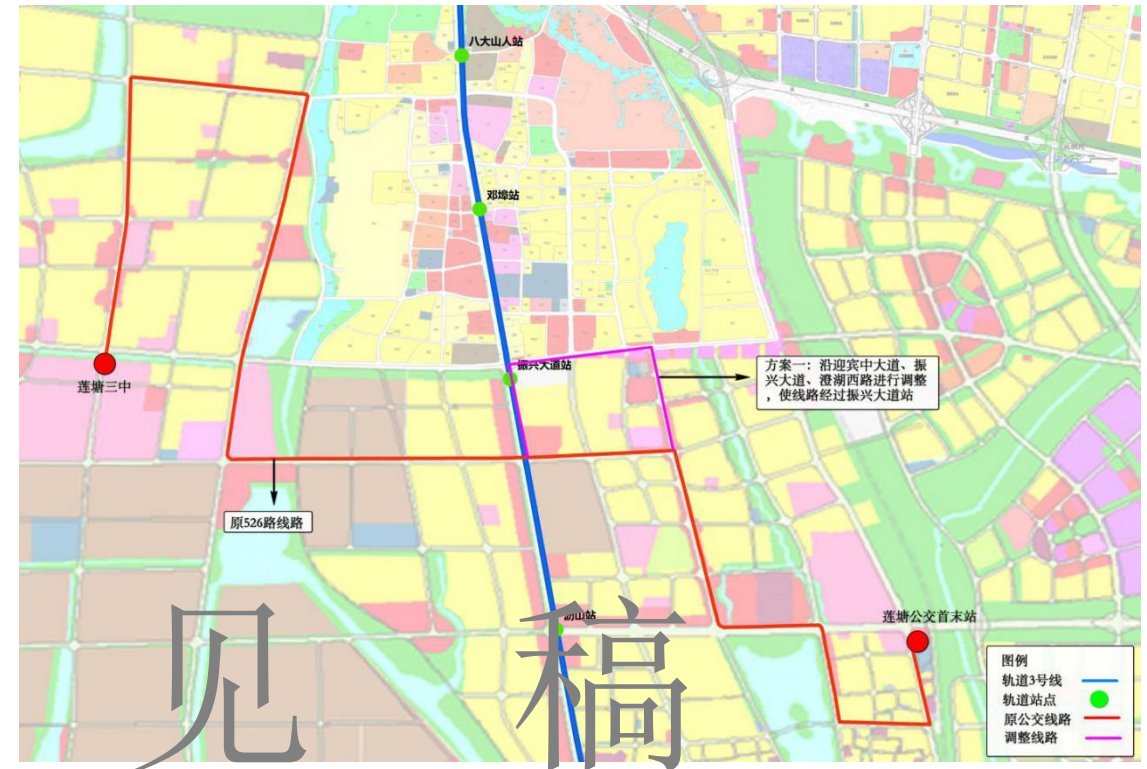 八大山人站
邓埠站
振兴大道站
方案一：沿迎宾中大道、振
兴大道、澄湖西路进行调整
，使线路经过振兴大道站
莲塘三中
原526路线路
沥山站
莲塘公交首末站
见 稿
图例
轨道3号线
轨道站点
原公交线路
调整线路